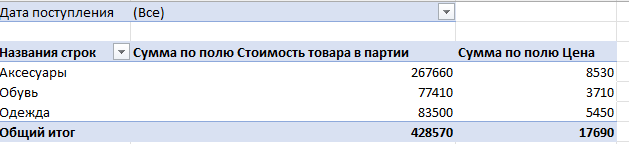 Дата поступления (Все)
Названия строк Сумма по полю Стоимость товара в партии Сумма по полю Цена
Аксесуары 267660 8530
Обувь 77410 3710
Одежда 83500 5450
Общий итог 428570 17690